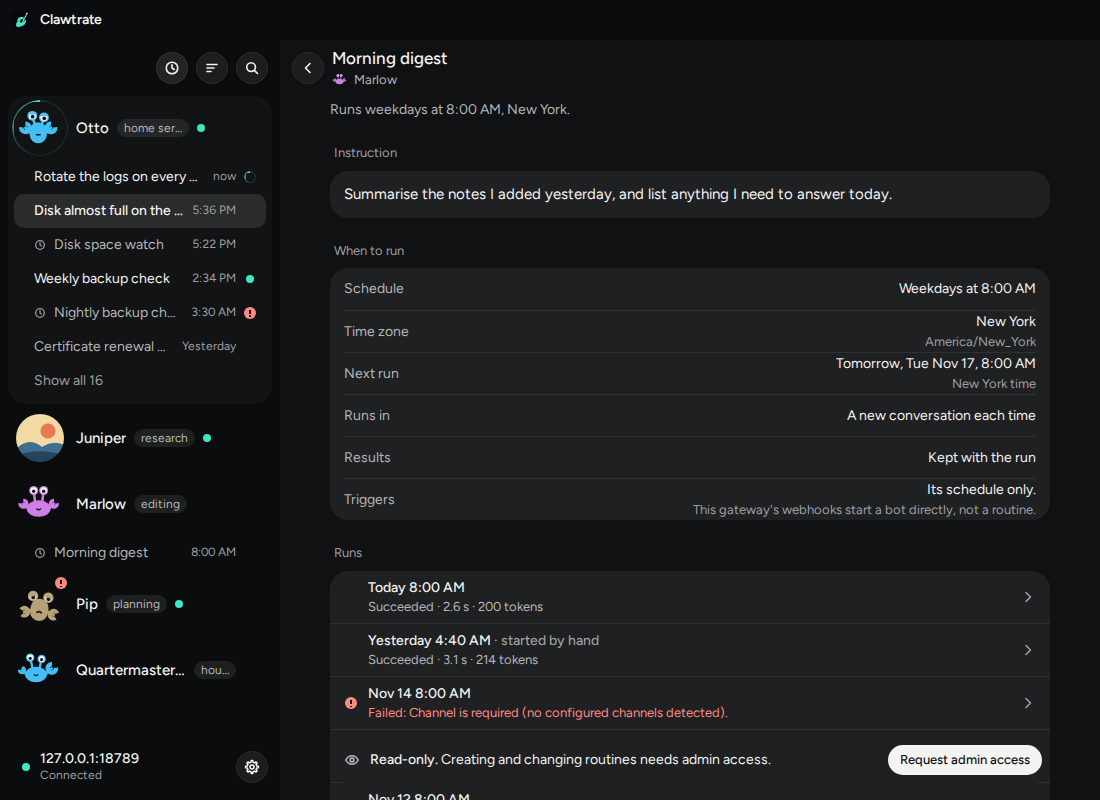 Clawtrate
Otto home ser...
Rotate the logs on every ... now
Disk almost full on the ... 5:36 PM
Disk space watch 5:22 PM
Weekly backup check 2:34 PM
Nightly backup ch... 3:30 AM
Certificate renewal ... Yesterday
Show all 16
Juniper research
Marlow editing
Morning digest 8:00 AM
Pip planning
Quartermaster... hou...
127.0.0.1:18789
Connected
Morning digest
Marlow
Runs weekdays at 8:00 AM, New York.
Instruction
Summarise the notes I added yesterday, and list anything I need to answer today.
When to run
Schedule Weekdays at 8:00 AM
Time zone New York
America/New_York
Next run Tomorrow, Tue Nov 17, 8:00 AM
New York time
Runs in A new conversation each time
Results Kept with the run
Triggers Its schedule only.
This gateway's webhooks start a bot directly, not a routine.
Runs
Today 8:00 AM
Succeeded · 2.6 s · 200 tokens
Yesterday 4:40 AM · started by hand
Succeeded · 3.1 s · 214 tokens
Nov 14 8:00 AM
Failed: Channel is required (no configured channels detected).
Read-only. Creating and changing routines needs admin access. Request admin access
Nov 12 8:00 AM